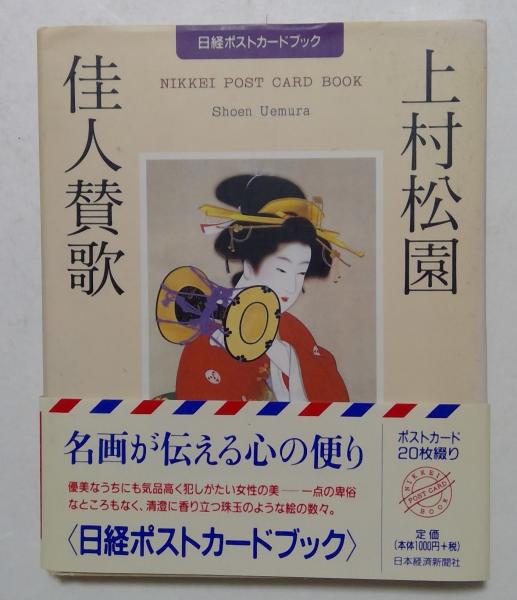 日経ポストカードブック
NIKKEI POST CARD BOOK
Shoen Uemura
上村松園
佳人賛歌
名画が伝える心の便り
優美なうちにも気品高く犯しがたい女性の美──一点の卑俗
なところもなく、清澄に香り立つ珠玉のような絵の数々。
〈日経ポストカードブック〉
ポストカード
20枚綴り
NIKKEI
POST CARD
BOOK
定価
(本体1000円+税)
日本経済新聞社